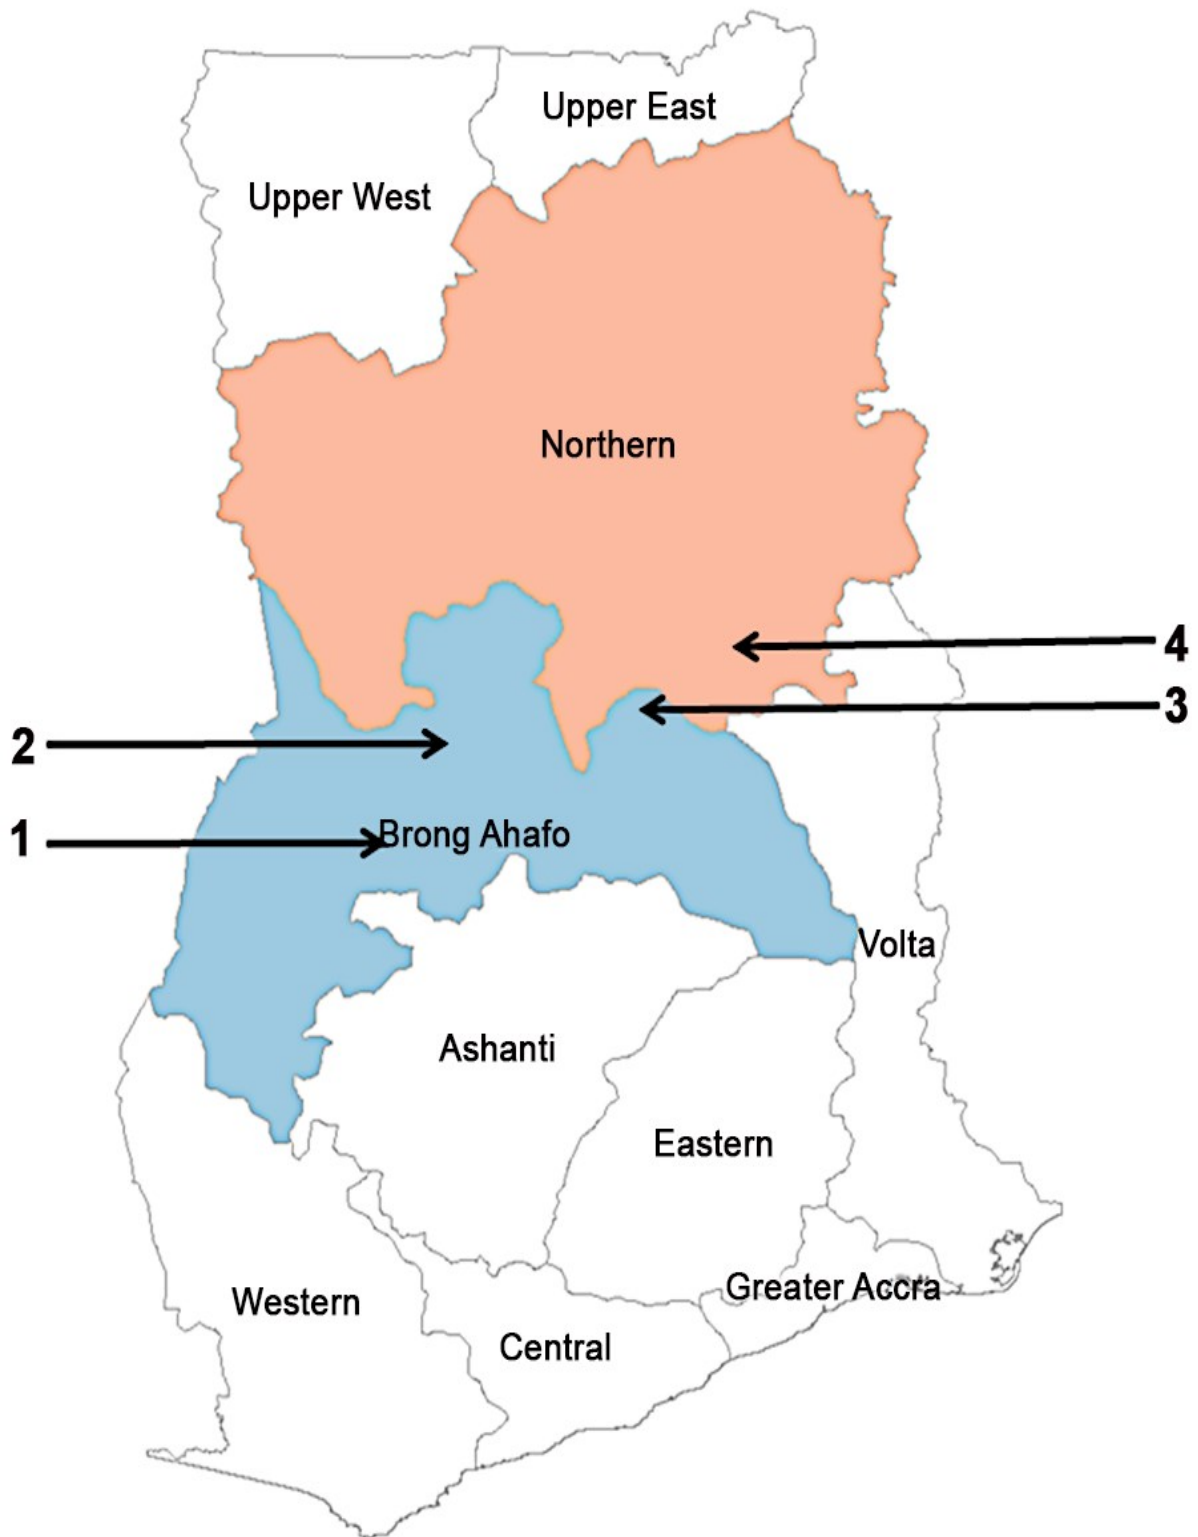 Upper East
Upper West
Northern
4
3
2
1
Brong Ahafo
Volta
Ashanti
Eastern
Greater Accra
Western
Central